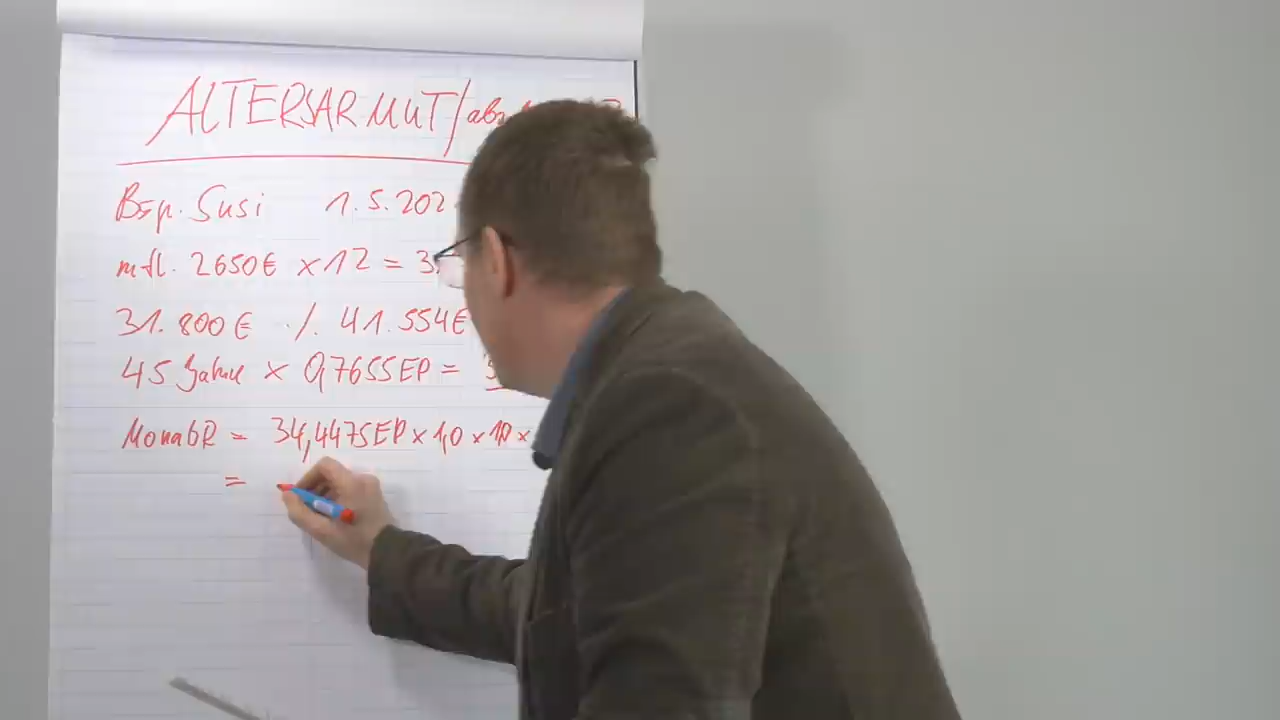 ALTERSARMUT/
Bsp. Susi 1.5.202
mtl. 2650€ x 12 = 3
31.800€ ./. 41.554€
45 Jahre x 0,7655EP =
MonatR = 34,4475EP x 1,0 x 1,0 x
=